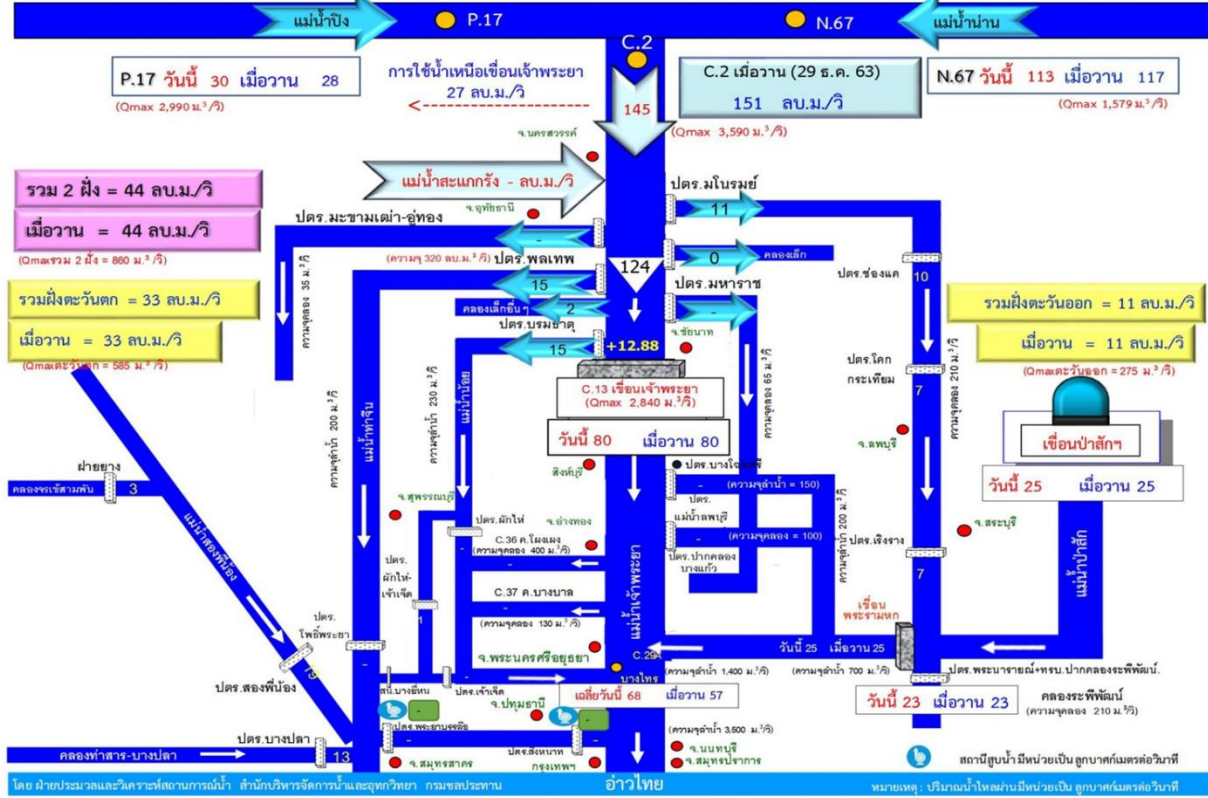 แม่น้ำปิง
P.17
N.67
แม่น้ำน่าน
C.2
P.17 วันนี้ 30 เมื่อวาน 28
(Qmax 2,990 ม.³/วิ)
การใช้น้ำเหนือเขื่อนเจ้าพระยา
27 ลบ.ม./วิ
145
C.2 เมื่อวาน (29 ธ.ค. 63)
151 ลบ.ม./วิ
(Qmax 3,590 ม.³/วิ)
N.67 วันนี้ 113 เมื่อวาน 117
(Qmax 1,579 ม.³/วิ)
จ.นครสวรรค์
แม่น้ำสะแกกรัง - ลบ.ม./วิ
รวม 2 ฝั่ง = 44 ลบ.ม./วิ
เมื่อวาน = 44 ลบ.ม./วิ
(Qmaxรวม 2 ฝั่ง = 860 ม.³/วิ)
จ.อุทัยธานี
ปตร.มะขามเฒ่า-อู่ทอง
-
ปตร.มโนรมย์
11
(ความจุ 320 ลบ.ม./วิ)
ปตร.พลเทพ
15
124
0
คลองเล็ก
ปตร.ช่องแค
10
รวมฝั่งตะวันตก = 33 ลบ.ม./วิ
เมื่อวาน = 33 ลบ.ม./วิ
(Qmaxตะวันตก = 585 ม.³/วิ)
คลองเล็กอื่นๆ
2
ปตร.มหาราช
-
รวมฝั่งตะวันออก = 11 ลบ.ม./วิ
เมื่อวาน = 11 ลบ.ม./วิ
(Qmaxตะวันออก = 275 ม.³/วิ)
ปตร.บรมธาตุ
15
+12.88
จ.ชัยนาท
ความจุคลอง 35 ม.³/วิ
ความจุลำน้ำ 200 ม.³/วิ
แม่น้ำท่าจีน
ความจุลำน้ำ 230 ม.³/วิ
แม่น้ำน้อย
C.13 เขื่อนเจ้าพระยา
(Qmax 2,840 ม.³/วิ)
วันนี้ 80 เมื่อวาน 80
ความจุคลอง 65 ม.³/วิ
ปตร.โคก
กระเทียม
7
ความจุคลอง 210 ม.³/วิ
จ.ลพบุรี
เขื่อนป่าสักฯ
วันนี้ 25 เมื่อวาน 25
ฝายยาง
คลองจรเข้สามพัน
3
แม่น้ำสองพี่น้อง
จ.สุพรรณบุรี
สิงห์บุรี
-
(ความจุลำน้ำ = 150)
ปตร.
แม่น้ำลพบุรี
-
(ความจุคลอง = 100)
ความจุลำน้ำ 200 ม.³/วิ
จ.สระบุรี
ปตร.ผักไห่
-
จ.อ่างทอง
C.36 ค.โผงเผง
(ความจุคลอง 400 ม.³/วิ)
-
ปตร.ปากคลอง
บางแก้ว
ปตร.เริงราง
7
แม่น้ำป่าสัก
ปตร.
ผักไห่-
เจ้าเจ็ด
1
C.37 ค.บางบาล
-
(ความจุคลอง 130 ม.³/วิ)
แม่น้ำเจ้าพระยา
เขื่อน
พระรามหก
ปตร.
โพธิ์พระยา
-
จ.พระนครศรีอยุธยา
วันนี้ 25 เมื่อวาน 25
(ความจุลำน้ำ 1,400 ม.³/วิ)
(ความจุลำน้ำ 700 ม.³/วิ)
ปตร.พระนารายณ์+ทรบ.ปากคลองระพีพัฒน์.
19
ปตร.สองพี่น้อง
สน.บางยี่หน
ปตร.เจ้าเจ็ด
-
บางไทร
เฉลี่ยวันนี้ 68 เมื่อวาน 57
วันนี้ 23 เมื่อวาน 23
คลองระพีพัฒน์
(ความจุคลอง 210 ม.³/วิ)
จ.ปทุมธานี
-
-
ปตร.พระยาบรรลือ
-
-
(ความจุลำน้ำ 3,500 ม.³/วิ)
ปตร.บางปลา
คลองท่าสาร-บางปลา
13
จ.สมุทรสาคร
ปตร.สิงหนาท
กรุงเทพฯ
จ.นนทบุรี
จ.สมุทรปราการ
สถานีสูบน้ำ มีหน่วยเป็น ลูกบาศก์เมตรต่อวินาที
โดย ฝ่ายประมวลและวิเคราะห์สถานการณ์น้ำ สำนักบริหารจัดการน้ำและอุทกวิทยา กรมชลประทาน
อ่าวไทย
หมายเหตุ : ปริมาณน้ำไหลผ่านมีหน่วยเป็น ลูกบาศก์เมตรต่อวินาที